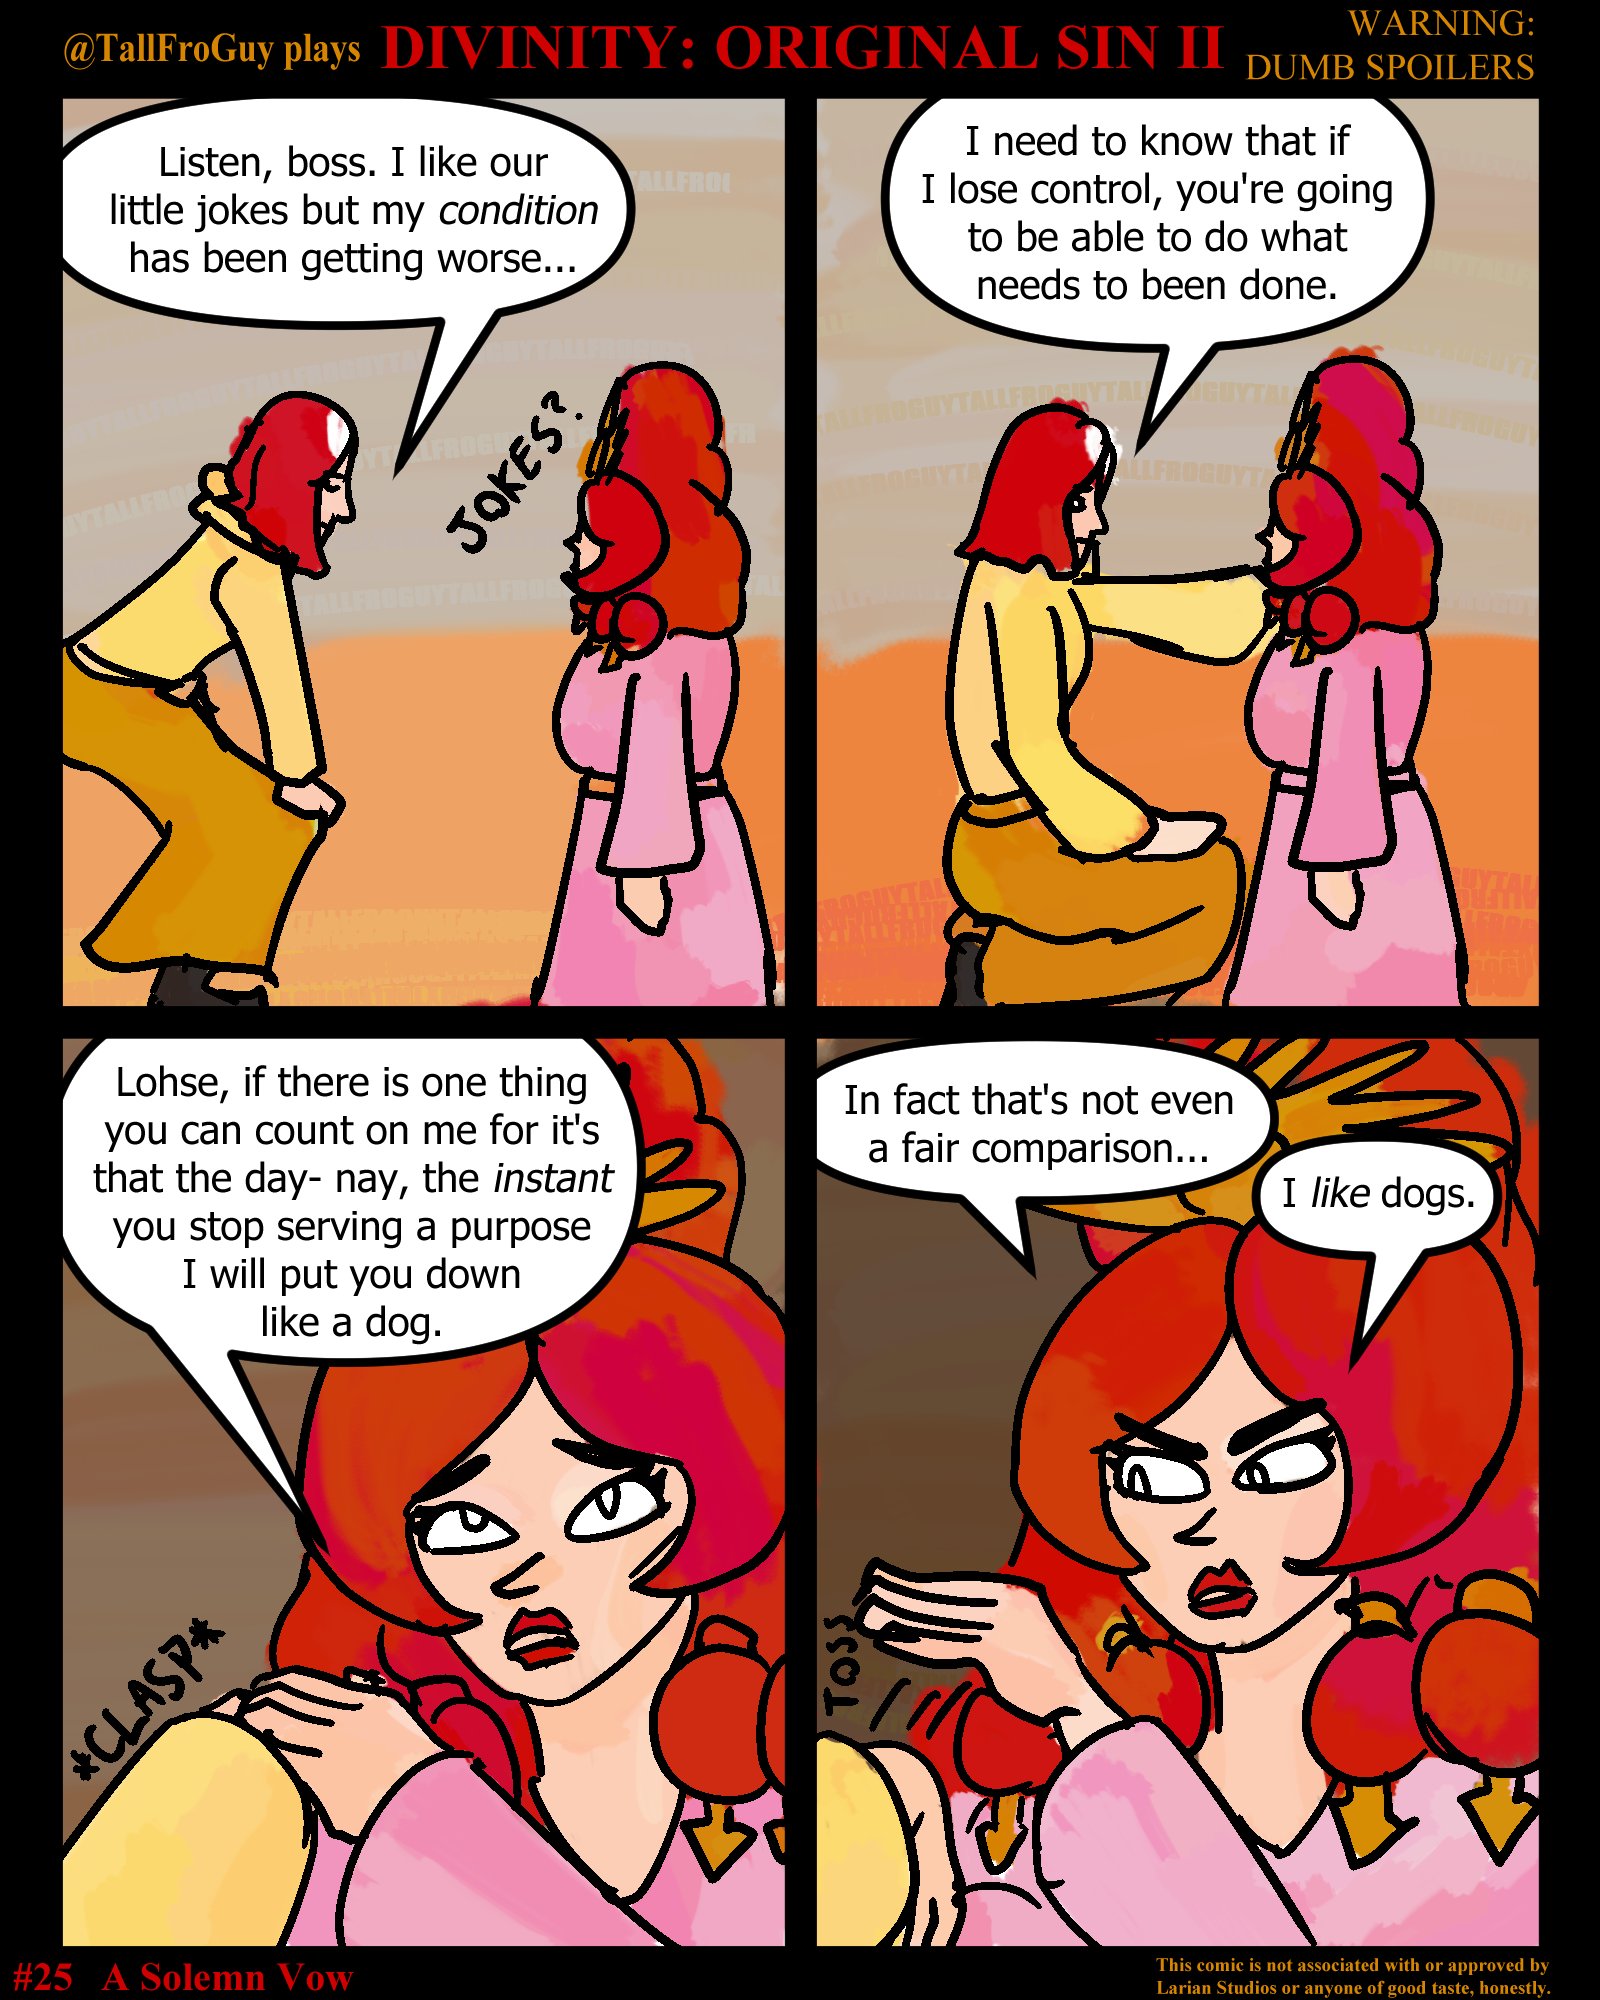 @TallFroGuy plays DIVINITY: ORIGINAL SIN II
WARNING:
DUMB SPOILERS
Listen, boss. I like our
little jokes but my condition
has been getting worse...
JOKES?
I need to know that if
I lose control, you're going
to be able to do what
needs to been done.
Lohse, if there is one thing
you can count on me for it's
that the day- nay, the instant
you stop serving a purpose
I will put you down
like a dog.
*CLASP*
In fact that's not even
a fair comparison...
I like dogs.
TOSS
#25 A Solemn Vow
This comic is not associated with or approved by
Larian Studios or anyone of good taste, honestly.